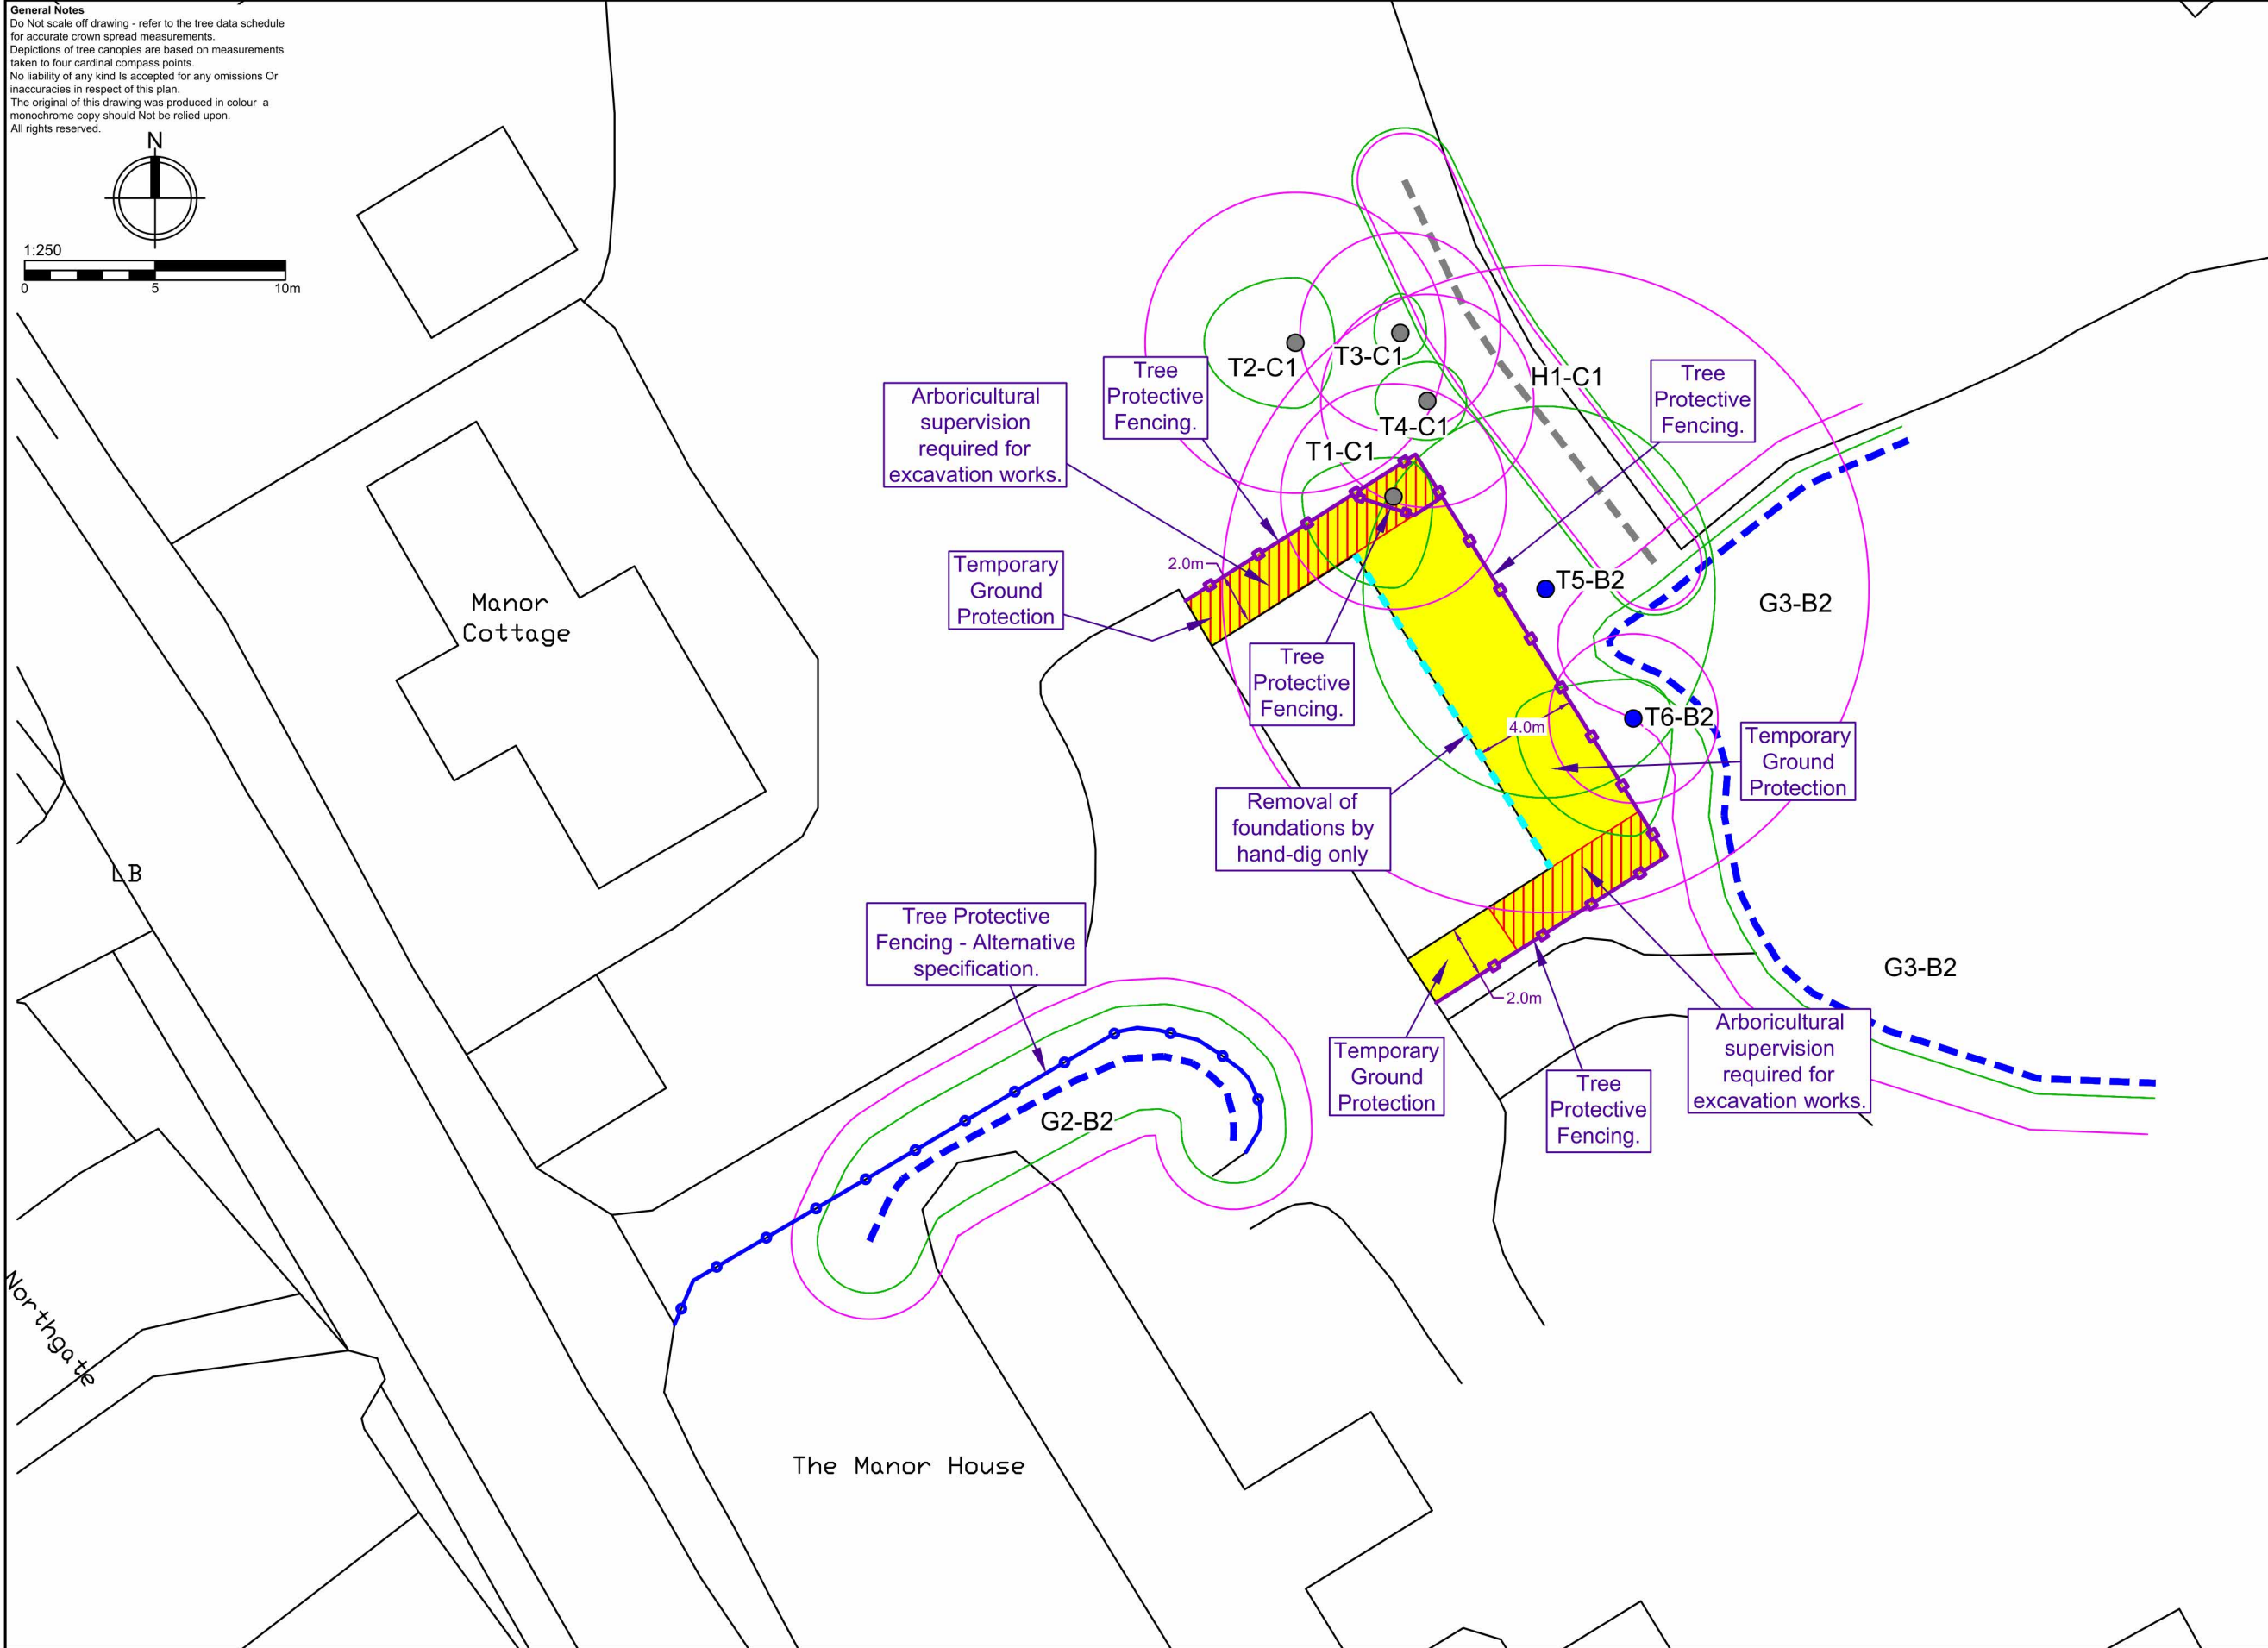 General Notes
Do Not scale off drawing - refer to the tree data schedule
for accurate crown spread measurements.
Depictions of tree canopies are based on measurements
taken to four cardinal compass points.
No liability of any kind Is accepted for any omissions Or
inaccuracies in respect of this plan.
The original of this drawing was produced in colour a
monochrome copy should Not be relied upon.
All rights reserved.
N
1:250
0 5 10m
T2-C1
T3-C1
H1-C1
T4-C1
T1-C1
Tree
Protective
Fencing.
Tree
Protective
Fencing.
Arboricultural
supervision
required for
excavation works.
2.0m
Temporary
Ground
Protection
T5-B2
G3-B2
Manor
Cottage
Tree
Protective
Fencing.
T6-B2
4.0m
Temporary
Ground
Protection
Removal of
foundations by
hand-dig only
LB
Tree Protective
Fencing - Alternative
specification.
G3-B2
2.0m
Arboricultural
supervision
required for
excavation works.
Temporary
Ground
Protection
Tree
Protective
Fencing.
G2-B2
Northgate
The Manor House